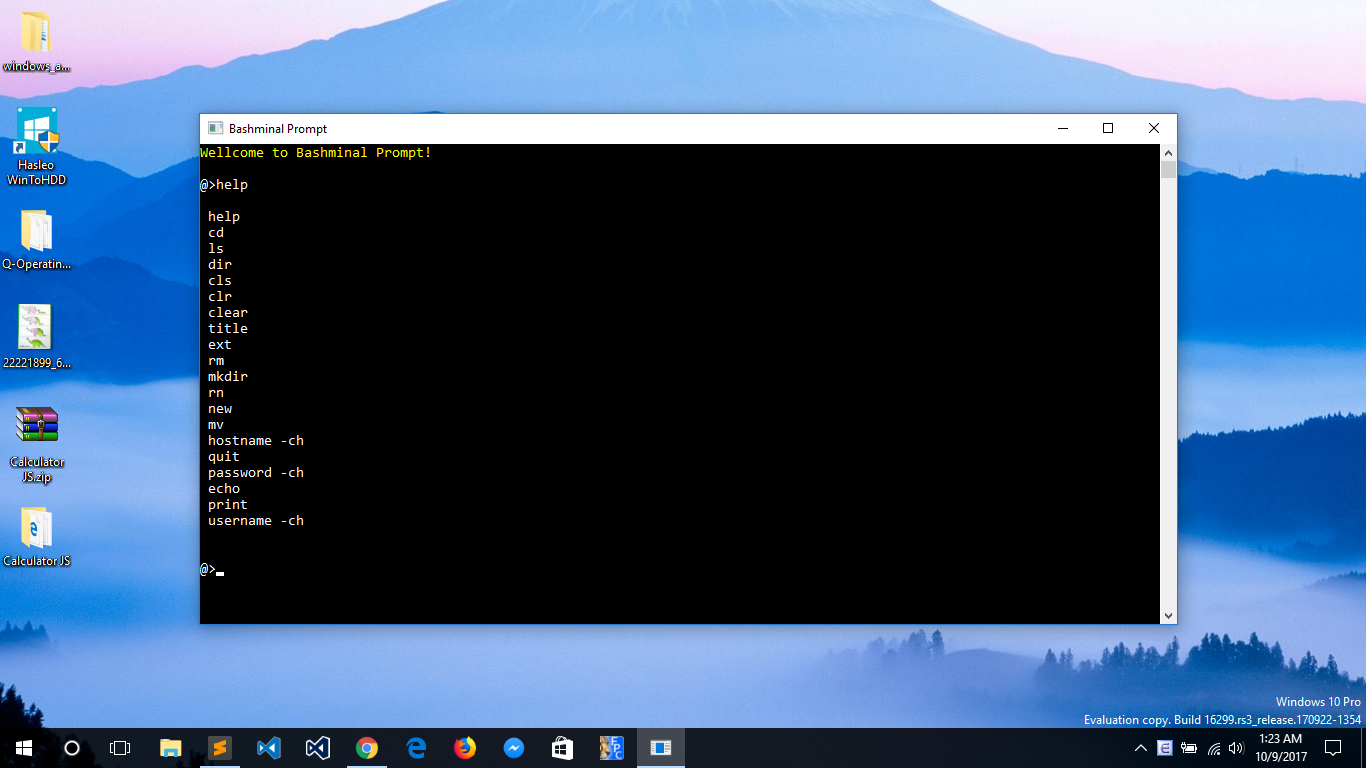 windows_a...
Hasleo
WinToHDD
Q-Operatin...
22221899_6...
Calculator
JS.zip
Calculator JS
Bashminal Prompt
Wellcome to Bashminal Prompt!
@>help
help
cd
ls
dir
cls
clr
clear
title
ext
rm
mkdir
rn
new
mv
hostname -ch
quit
password -ch
echo
print
username -ch
@>
Windows 10 Pro
Evaluation copy. Build 16299.rs3_release.170922-1354
1:23 AM
10/9/2017